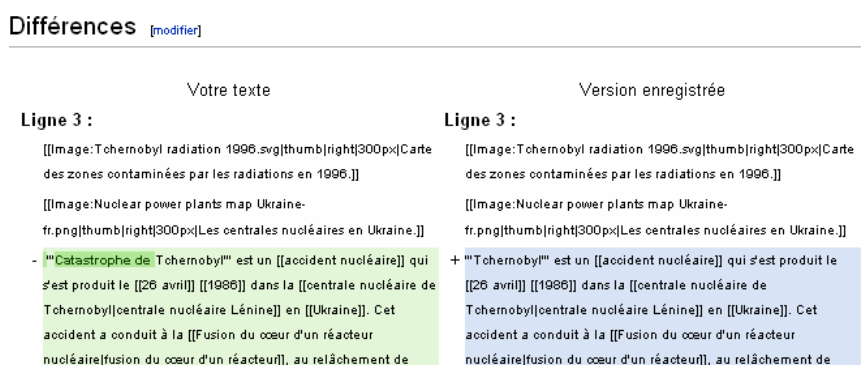 Différences [modifier]
Votre texte
Ligne 3 :
[[Image:Tchernobyl radiation 1996.svg|thumb|right|300px|Carte
des zones contaminées par les radiations en 1996.]]
[[Image:Nuclear power plants map Ukraine-
fr.png|thumb|right|300px|Les centrales nucléaires en Ukraine.]]
- '''Catastrophe de Tchernobyl''' est un [[accident nucléaire]] qui
s'est produit le [[26 avril]] [[1986]] dans la [[centrale nucléaire de
Tchernobyl|centrale nucléaire Lénine]] en [[Ukraine]]. Cet
accident a conduit à la [[Fusion du cœur d'un réacteur
nucléaire|fusion du cœur d'un réacteur]], au relâchement de
Version enregistrée
Ligne 3 :
[[Image:Tchernobyl radiation 1996.svg|thumb|right|300px|Carte
des zones contaminées par les radiations en 1996.]]
[[Image:Nuclear power plants map Ukraine-
fr.png|thumb|right|300px|Les centrales nucléaires en Ukraine.]]
+ '''Tchernobyl''' est un [[accident nucléaire]] qui s'est produit le
[[26 avril]] [[1986]] dans la [[centrale nucléaire de
Tchernobyl|centrale nucléaire Lénine]] en [[Ukraine]]. Cet
accident a conduit à la [[Fusion du cœur d'un réacteur
nucléaire|fusion du cœur d'un réacteur]], au relâchement de